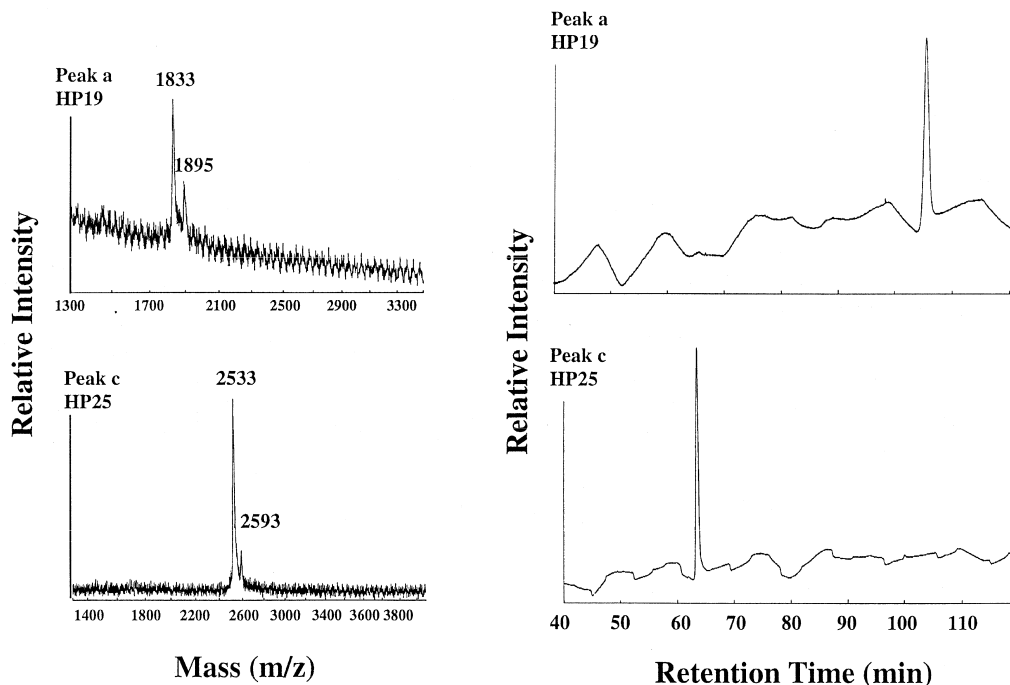 Peak a
HP19
1833
1895
Relative Intensity
1300 1700 2100 2500 2900 3300
Peak c
HP25
2533
2593
1400 1800 2200 2600 3000 3400 3600 3800
Mass (m/z)
Peak a
HP19
Relative Intensity
Peak c
HP25
40 50 60 70 80 90 100 110
Retention Time (min)